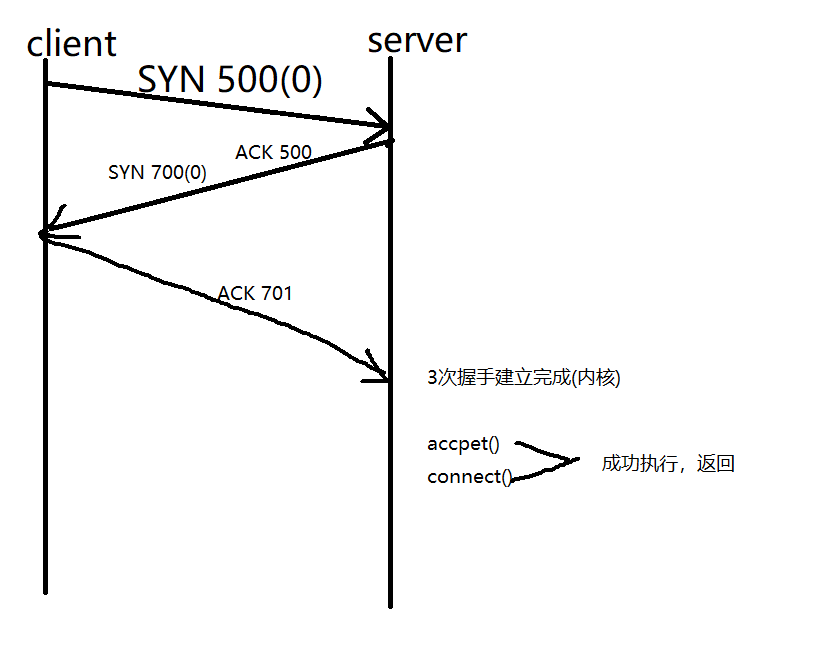 client
server
SYN 500(0)
ACK 500
SYN 700(0)
ACK 701
3次握手建立完成(内核)
accpet()
connect()
成功执行，返回